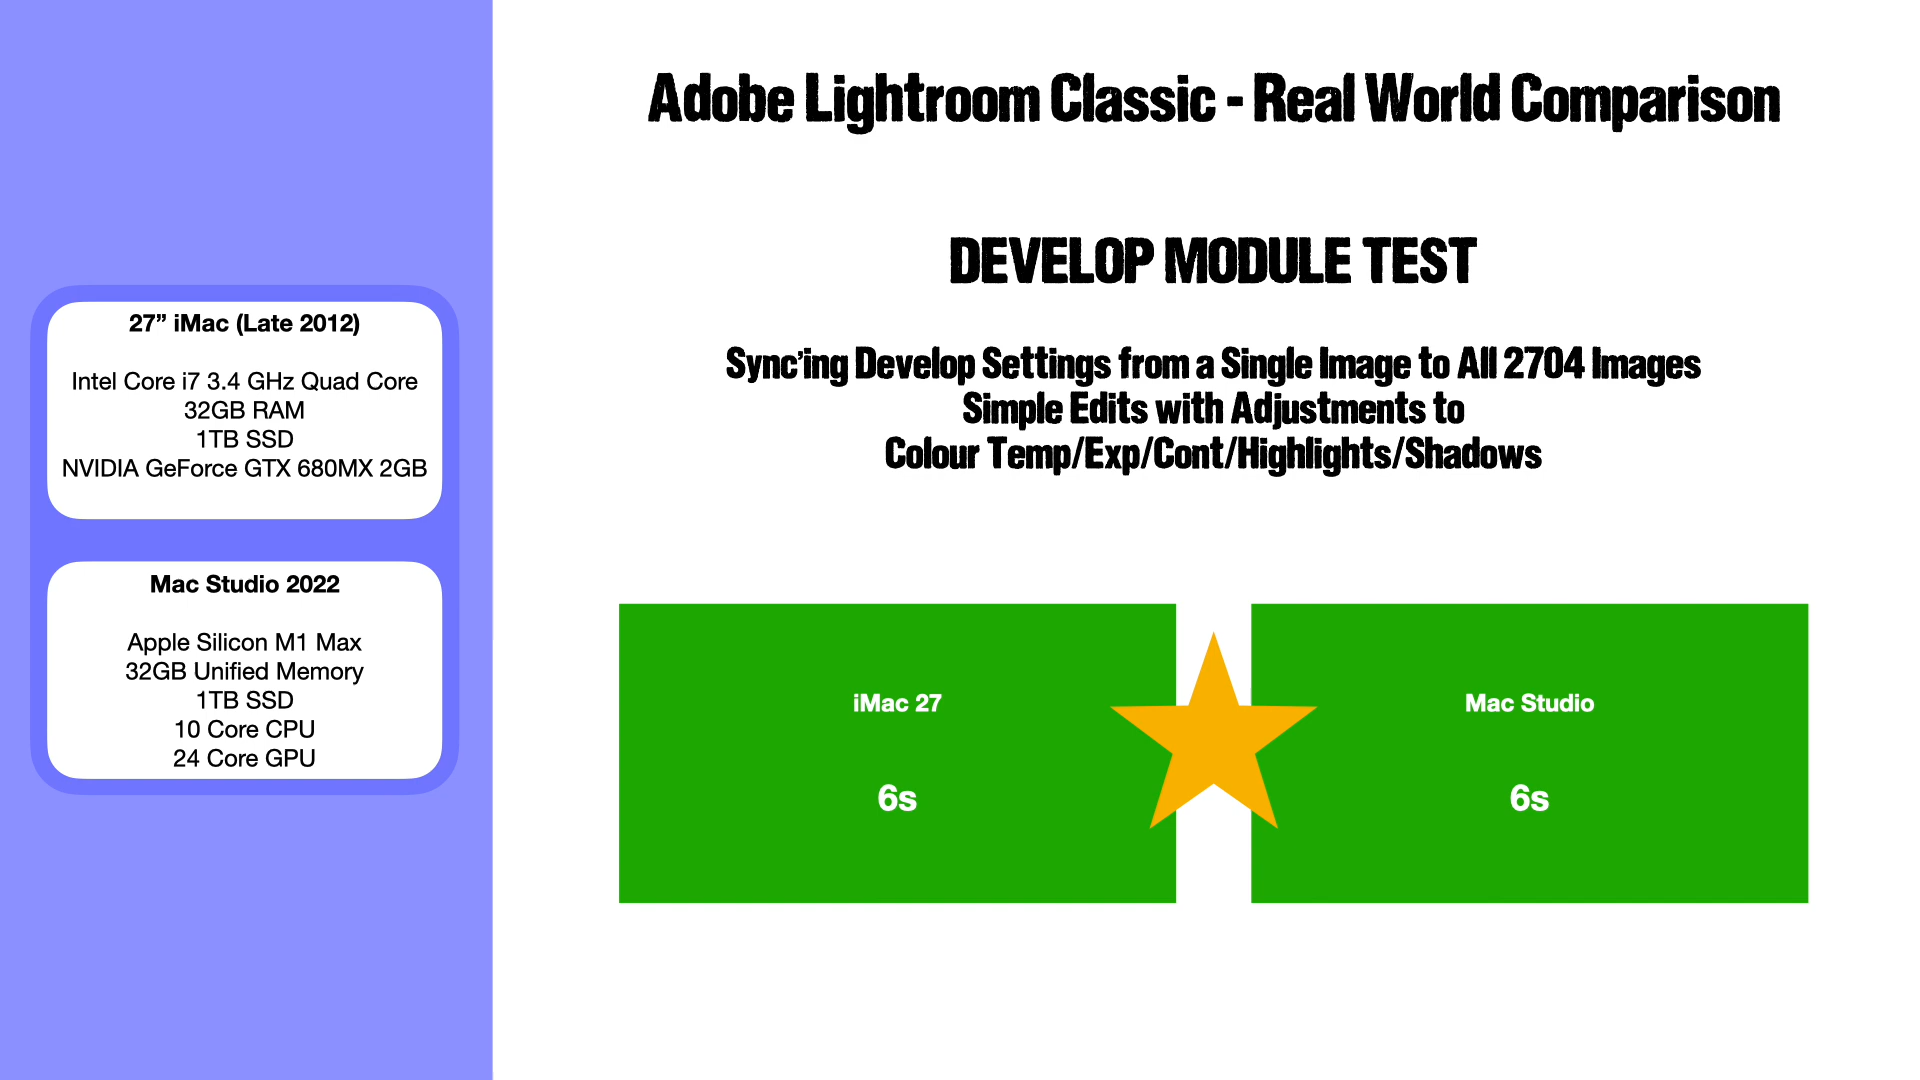 Adobe Lightroom Classic - Real World Comparison
DEVELOP MODULE TEST
Sync'ing Develop Settings from a Single Image to All 2704 Images
Simple Edits with Adjustments to
Colour Temp/Exp/Cont/Highlights/Shadows
27” iMac (Late 2012)
Intel Core i7 3.4 GHz Quad Core
32GB RAM
1TB SSD
NVIDIA GeForce GTX 680MX 2GB
Mac Studio 2022
Apple Silicon M1 Max
32GB Unified Memory
1TB SSD
10 Core CPU
24 Core GPU
iMac 27
6s
Mac Studio
6s